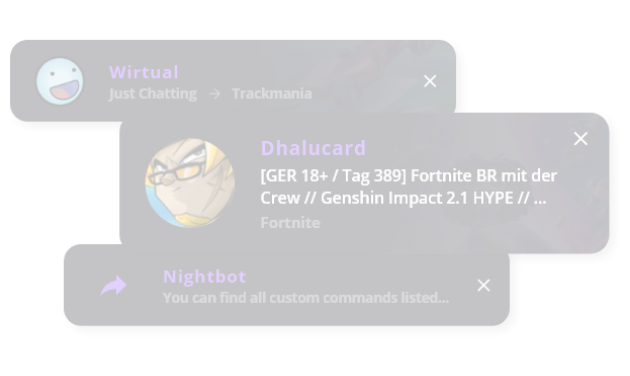 Wirtual
Just Chatting → Trackmania
Dhalucard
[GER 18+ / Tag 389] Fortnite BR mit der
Crew // Genshin Impact 2.1 HYPE // ...
Fortnite
Nightbot
You can find all custom commands listed...